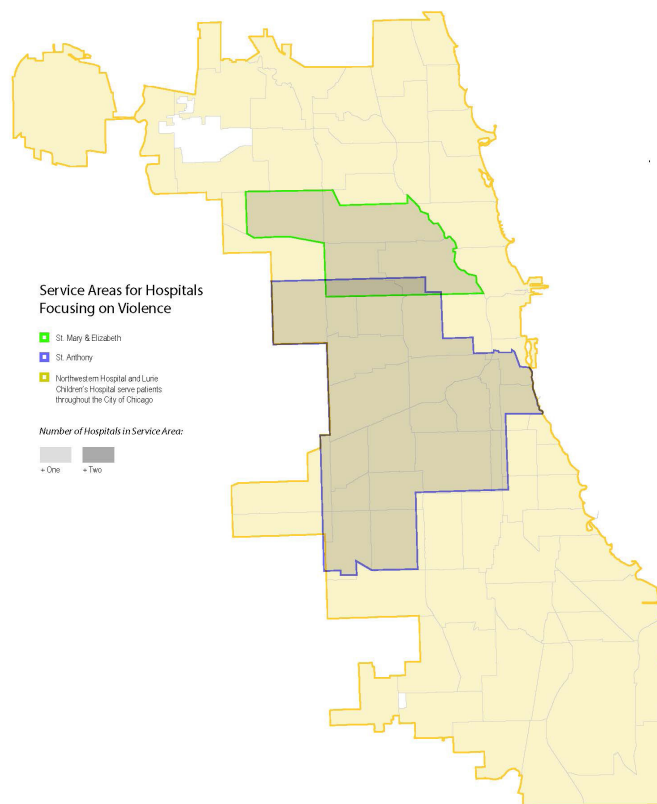 Service Areas for Hospitals
Focusing on Violence
St. Mary & Elizabeth
St. Anthony
Northwestern Hospital and Lurie
Children's Hospital serve patients
throughout the City of Chicago
Number of Hospitals in Service Area:
+ One
+ Two